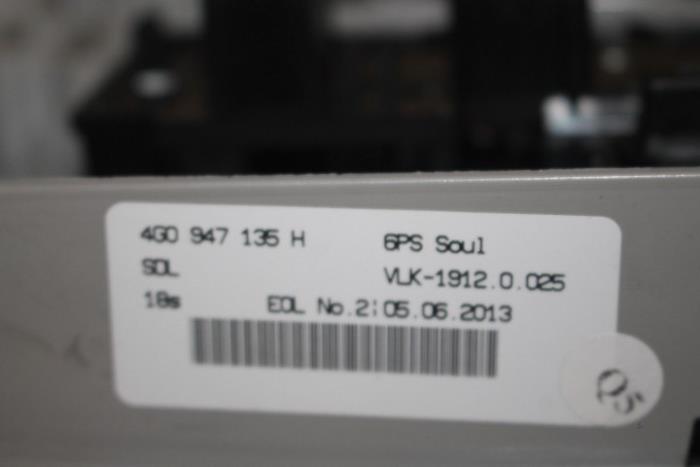 4G0 947 135 H 6PS Soul
SDL VLK-1912.0.025
18s EOL No.2:05.06.2013
05